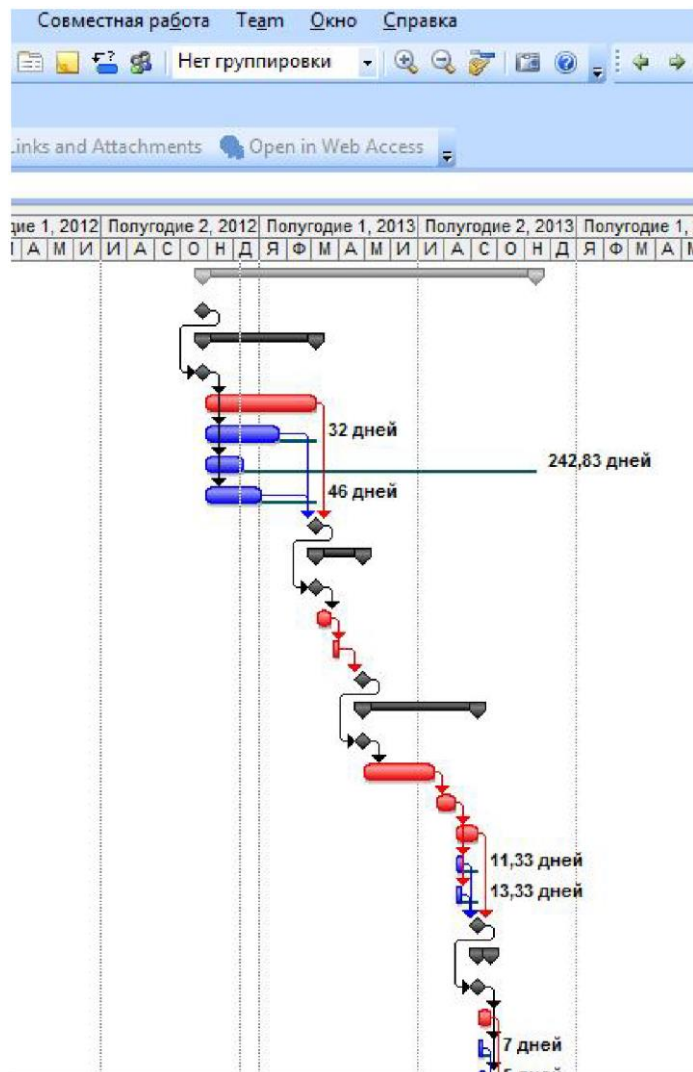 Совместная работа Team Окно Справка
Нет группировки
Links and Attachments Open in Web Access
1, 2012 Полугодие 2, 2012 Полугодие 1, 2013 Полугодие 2, 2013 Полугодие 1,
А М И И А С О Н Д Я Ф М А М И И А С О Н Д Я Ф М А
32 дней
242,83 дней
46 дней
11,33 дней
13,33 дней
7 дней